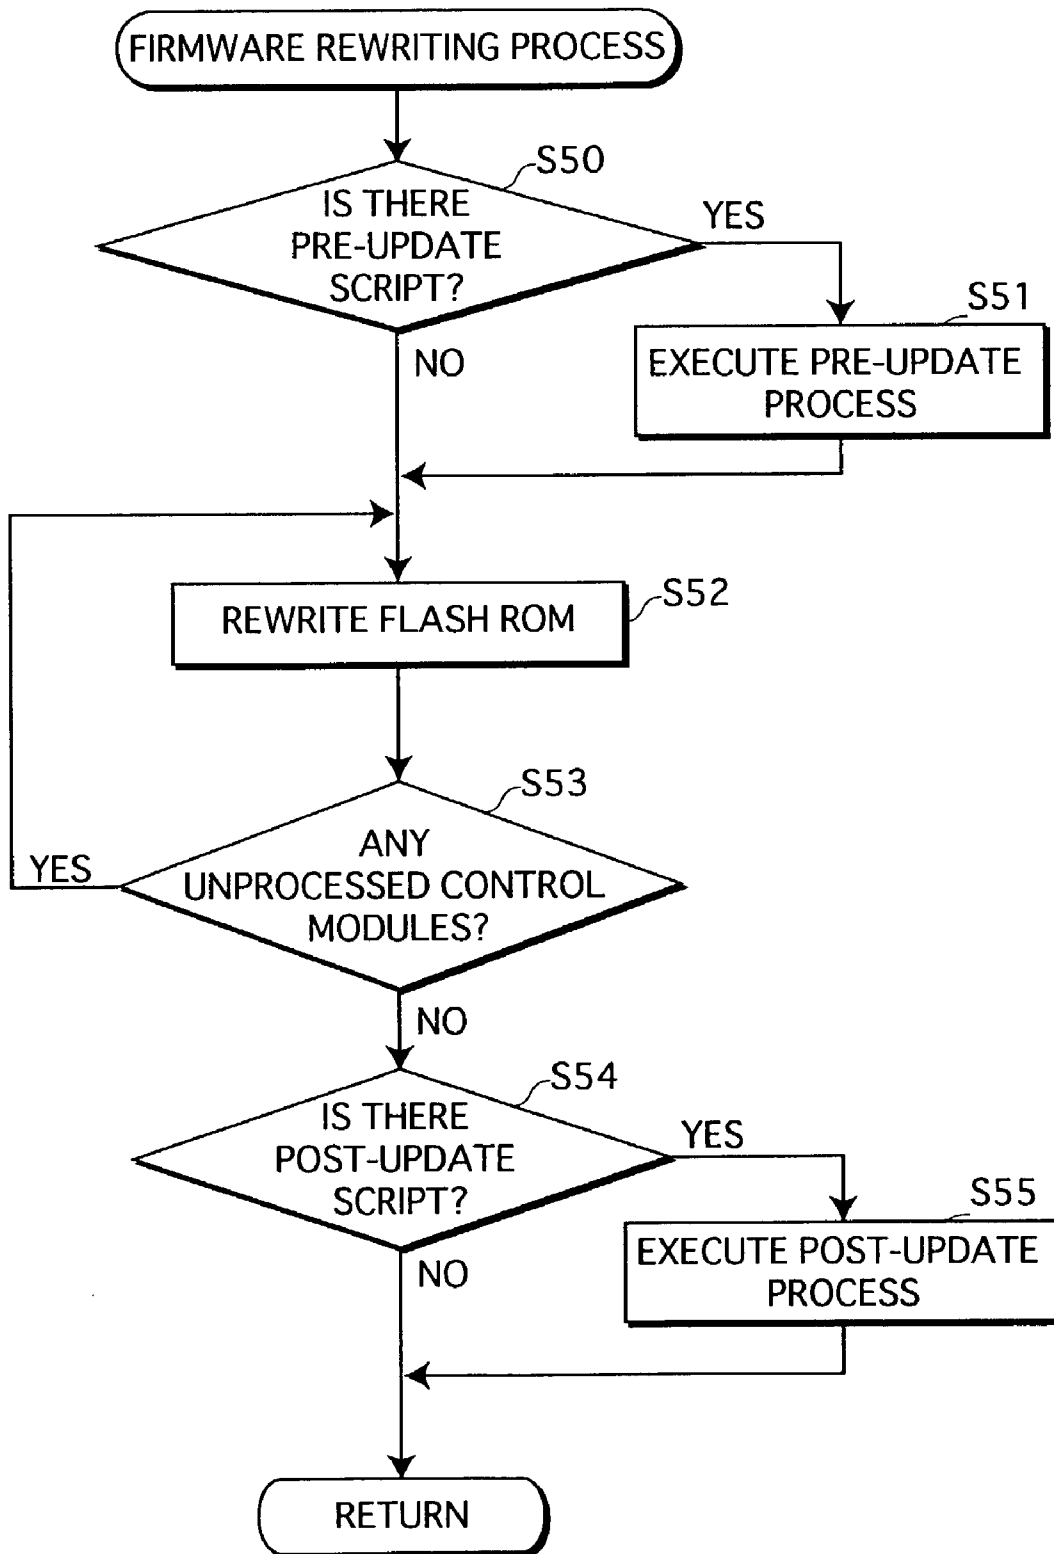 FIRMWARE REWRITING PROCESS
S50
IS THERE
PRE-UPDATE
SCRIPT?
YES
NO
S51
EXECUTE PRE-UPDATE
PROCESS
S52
REWRITE FLASH ROM
S53
ANY
UNPROCESSED CONTROL
MODULES?
YES
NO
S54
IS THERE
POST-UPDATE
SCRIPT?
YES
NO
S55
EXECUTE POST-UPDATE
PROCESS
RETURN